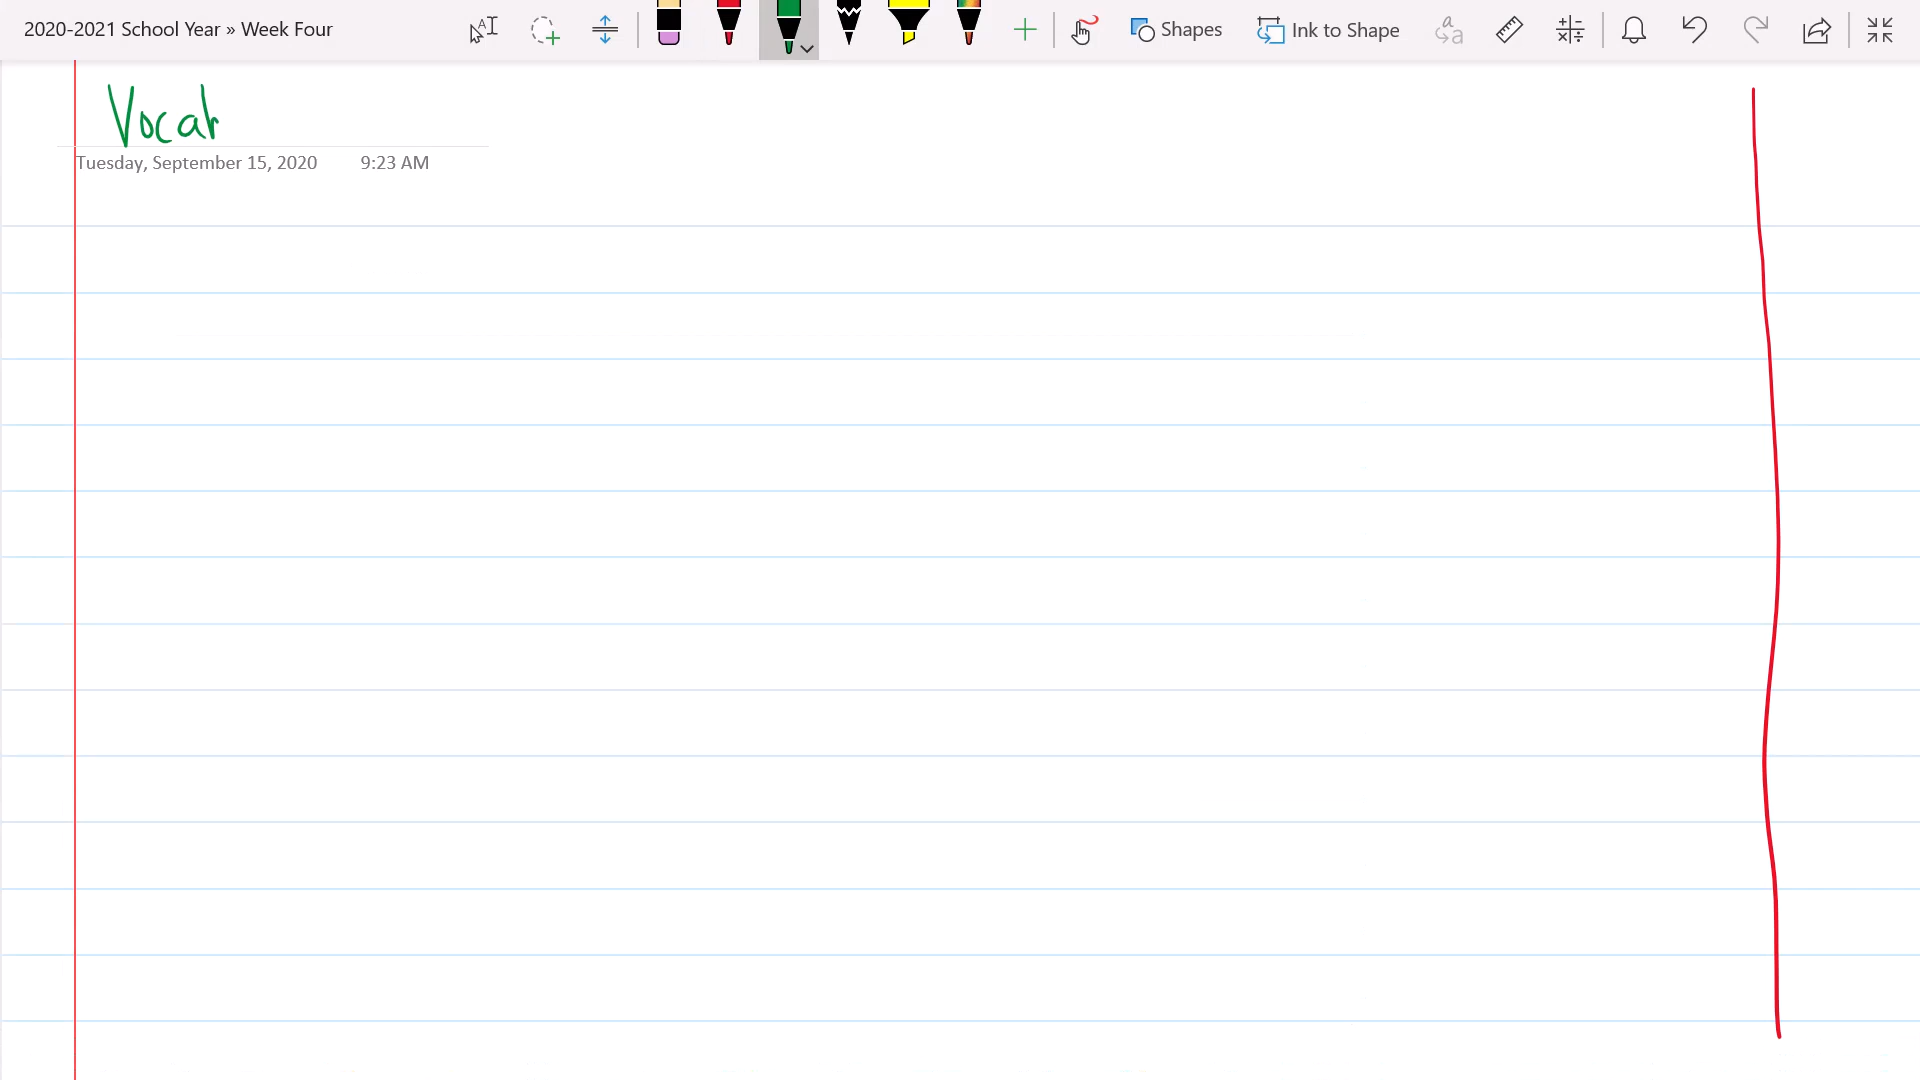 2020-2021 School Year » Week Four
Shapes
Ink to Shape
Vocab
Tuesday, September 15, 2020 9:23 AM